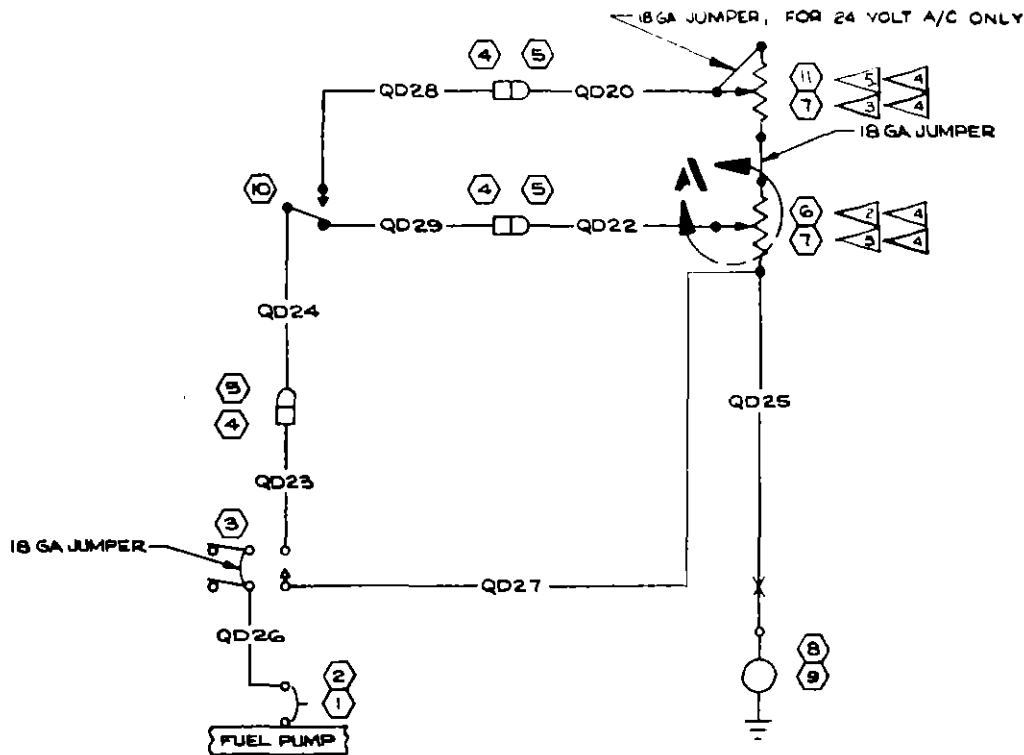 18 GA JUMPER, FOR 24 VOLT A/C ONLY
4 5
QD28 QD20
11 5 4
7 3 4
18 GA JUMPER
10
4 5
QD29 QD22
6 2 4
7 3 4
QD24
5
4
QD25
QD23
3
18 GA JUMPER
QD27
QD26
2
1
8
9
FUEL PUMP